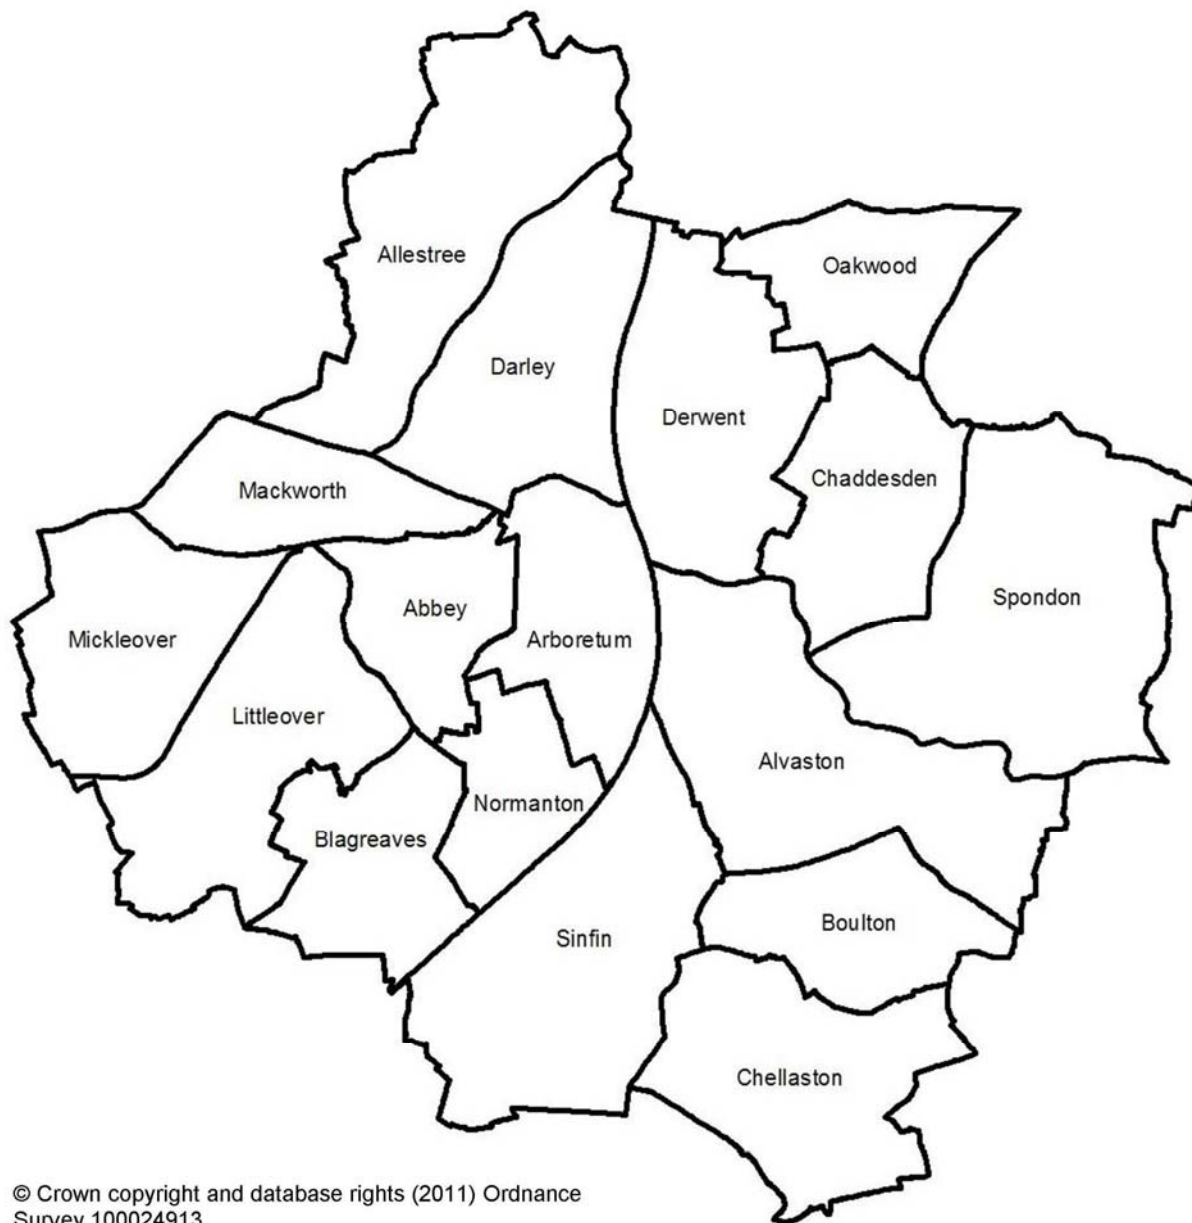 Allestree
Oakwood
Darley
Derwent
Chaddesden
Mackworth
Spondon
Abbey
Arboretum
Mickleover
Littleover
Alvaston
Normanton
Blagreaves
Boulton
Sinfin
Chellaston
© Crown copyright and database rights (2011) Ordnance
Survey 100024913